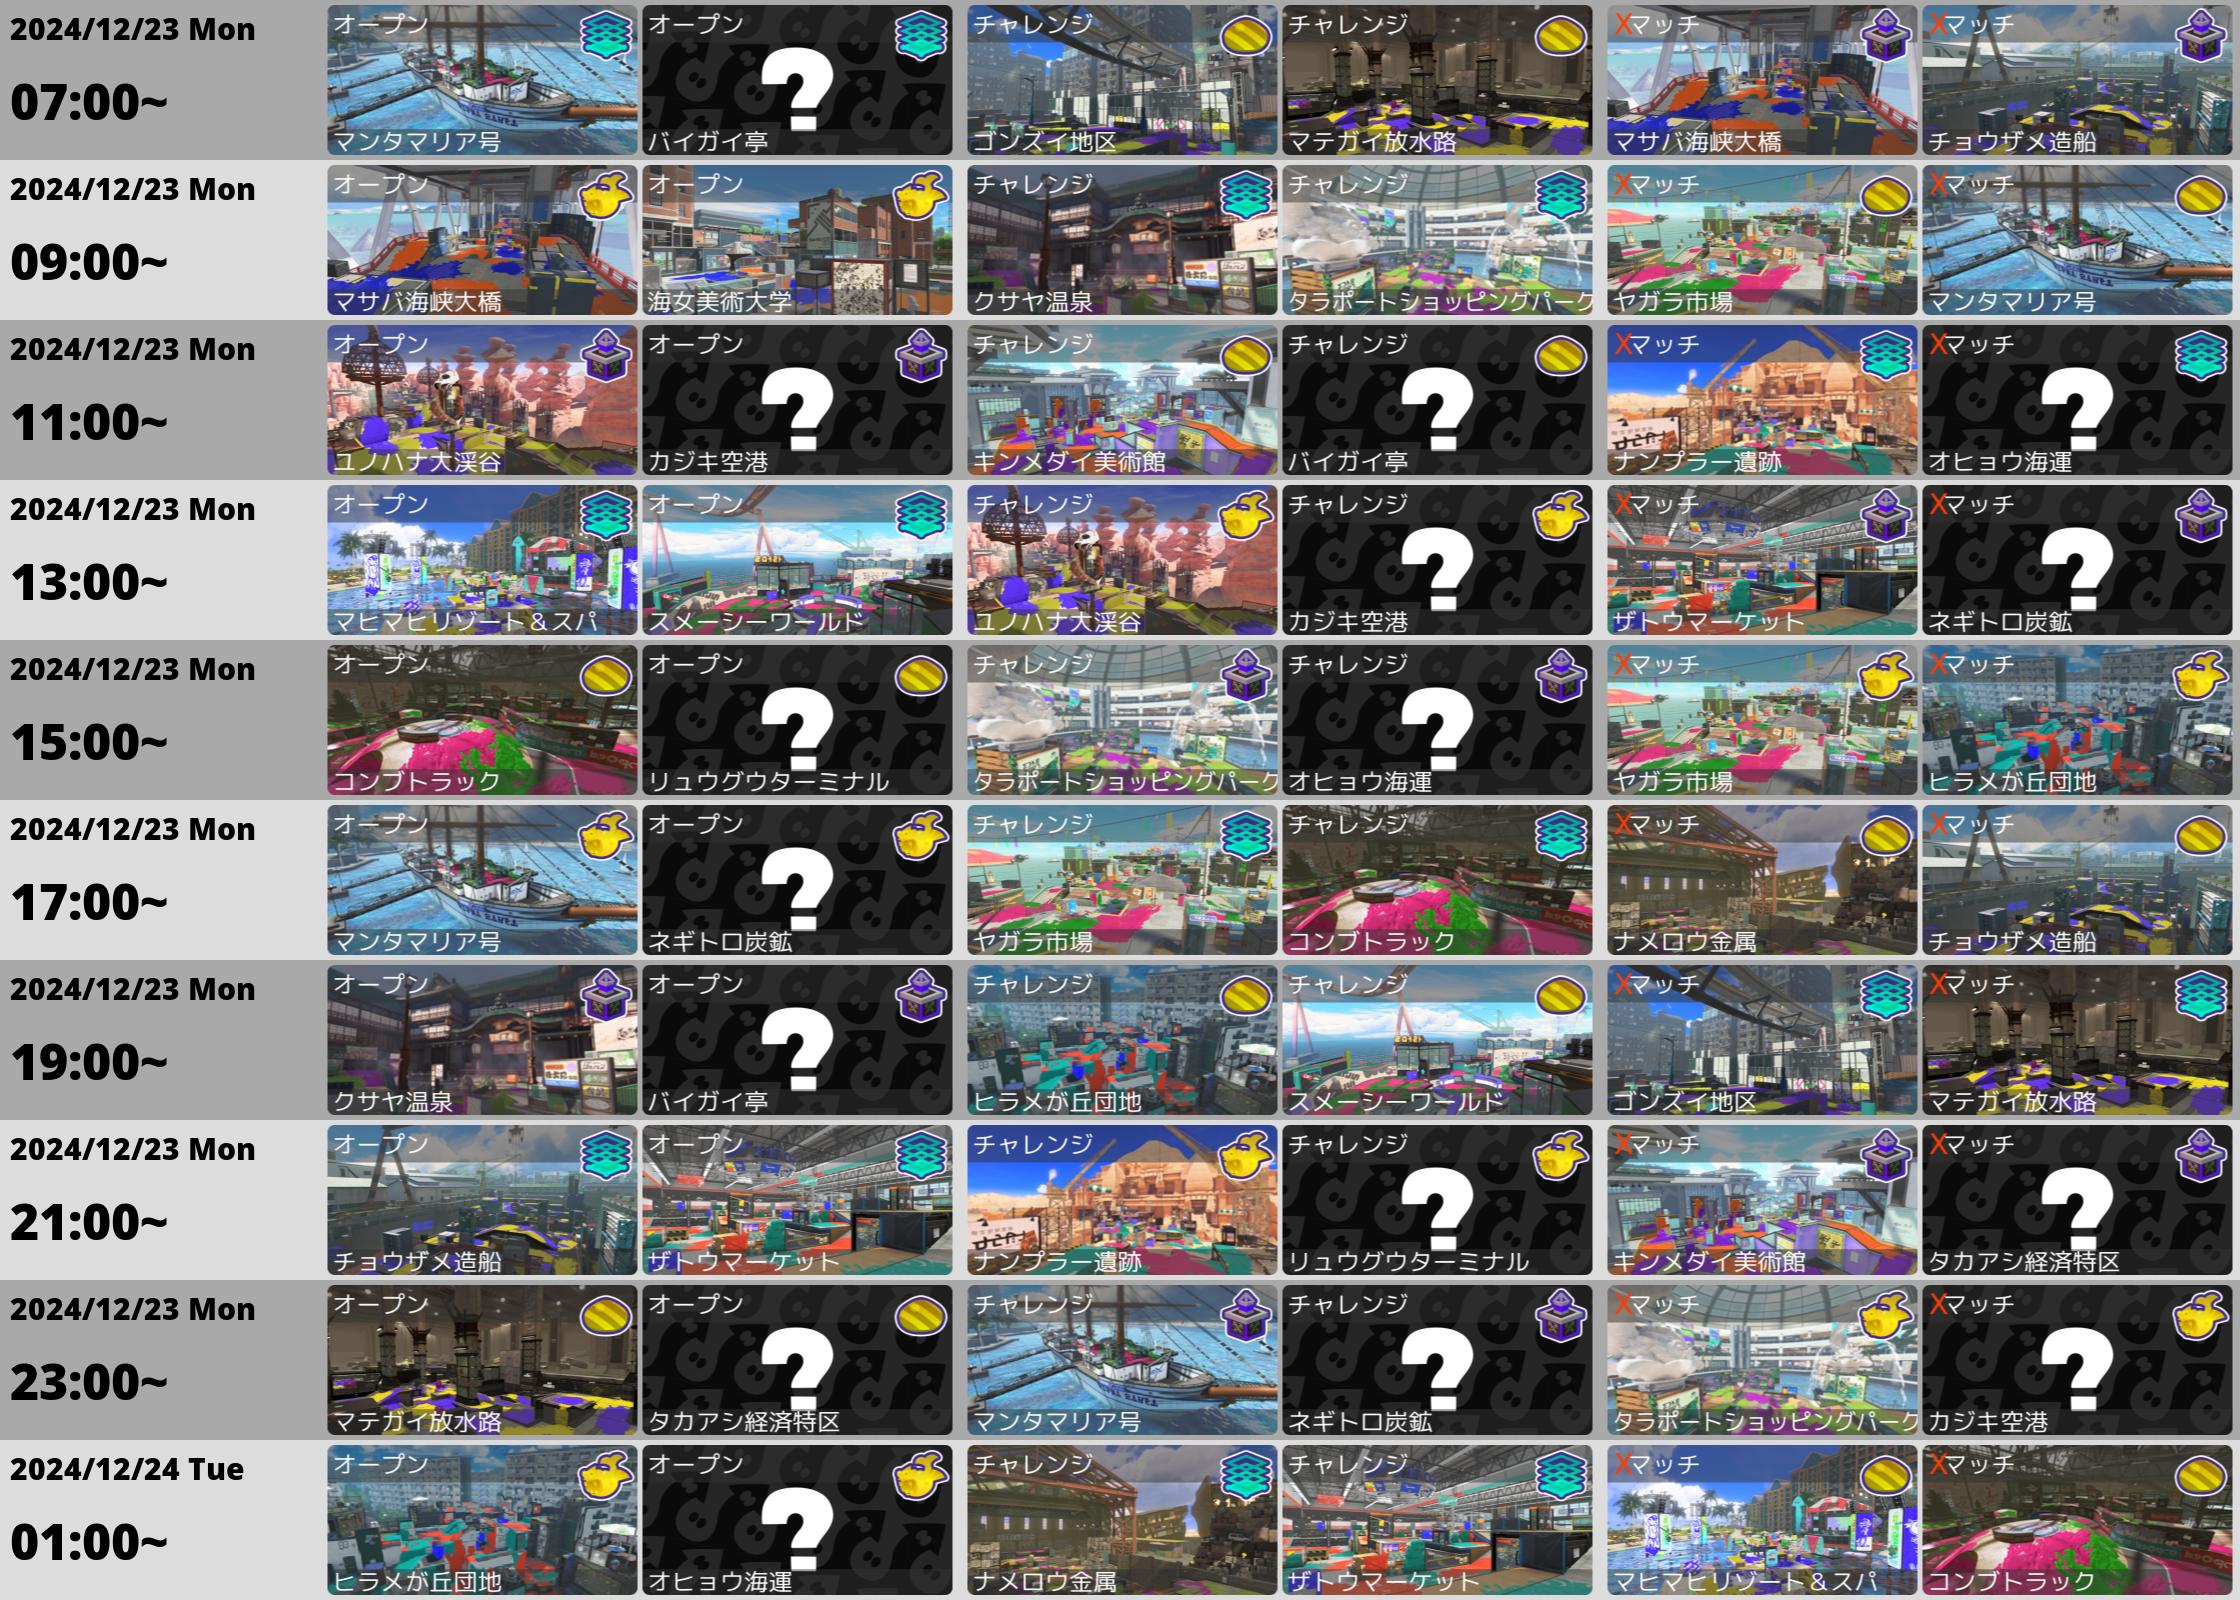 2024/12/23 Mon
07:00~
オープン
マンタマリア号
オープン
バイガイ亭
チャレンジ
ゴンズイ地区
チャレンジ
マテガイ放水路
Xマッチ
マサバ海峡大橋
Xマッチ
チョウザメ造船
2024/12/23 Mon
09:00~
オープン
マサバ海峡大橋
オープン
海女美術大学
チャレンジ
クサヤ温泉
チャレンジ
タラポートショッピングパーク
Xマッチ
ヤガラ市場
Xマッチ
マンタマリア号
2024/12/23 Mon
11:00~
オープン
ユノハナ大渓谷
オープン
カジキ空港
チャレンジ
キンメダイ美術館
チャレンジ
バイガイ亭
Xマッチ
ナンプラー遺跡
Xマッチ
オヒョウ海運
2024/12/23 Mon
13:00~
オープン
マヒマヒリゾート＆スパ
オープン
スメーシーワールド
チャレンジ
ユノハナ大渓谷
チャレンジ
カジキ空港
Xマッチ
ザトウマーケット
Xマッチ
ネギトロ炭鉱
2024/12/23 Mon
15:00~
オープン
コンブトラック
オープン
リュウグウターミナル
チャレンジ
タラポートショッピングパーク
チャレンジ
オヒョウ海運
Xマッチ
ヤガラ市場
Xマッチ
ヒラメが丘団地
2024/12/23 Mon
17:00~
オープン
マンタマリア号
オープン
ネギトロ炭鉱
チャレンジ
ヤガラ市場
チャレンジ
コンブトラック
Xマッチ
ナメロウ金属
Xマッチ
チョウザメ造船
2024/12/23 Mon
19:00~
オープン
クサヤ温泉
オープン
バイガイ亭
チャレンジ
ヒラメが丘団地
チャレンジ
スメーシーワールド
Xマッチ
ゴンズイ地区
Xマッチ
マテガイ放水路
2024/12/23 Mon
21:00~
オープン
チョウザメ造船
オープン
ザトウマーケット
チャレンジ
ナンプラー遺跡
チャレンジ
リュウグウターミナル
Xマッチ
キンメダイ美術館
Xマッチ
タカアシ経済特区
2024/12/23 Mon
23:00~
オープン
マテガイ放水路
オープン
タカアシ経済特区
チャレンジ
マンタマリア号
チャレンジ
ネギトロ炭鉱
Xマッチ
タラポートショッピングパーク
Xマッチ
カジキ空港
2024/12/24 Tue
01:00~
オープン
ヒラメが丘団地
オープン
オヒョウ海運
チャレンジ
ナメロウ金属
チャレンジ
ザトウマーケット
Xマッチ
マヒマヒリゾート＆スパ
Xマッチ
コンブトラック